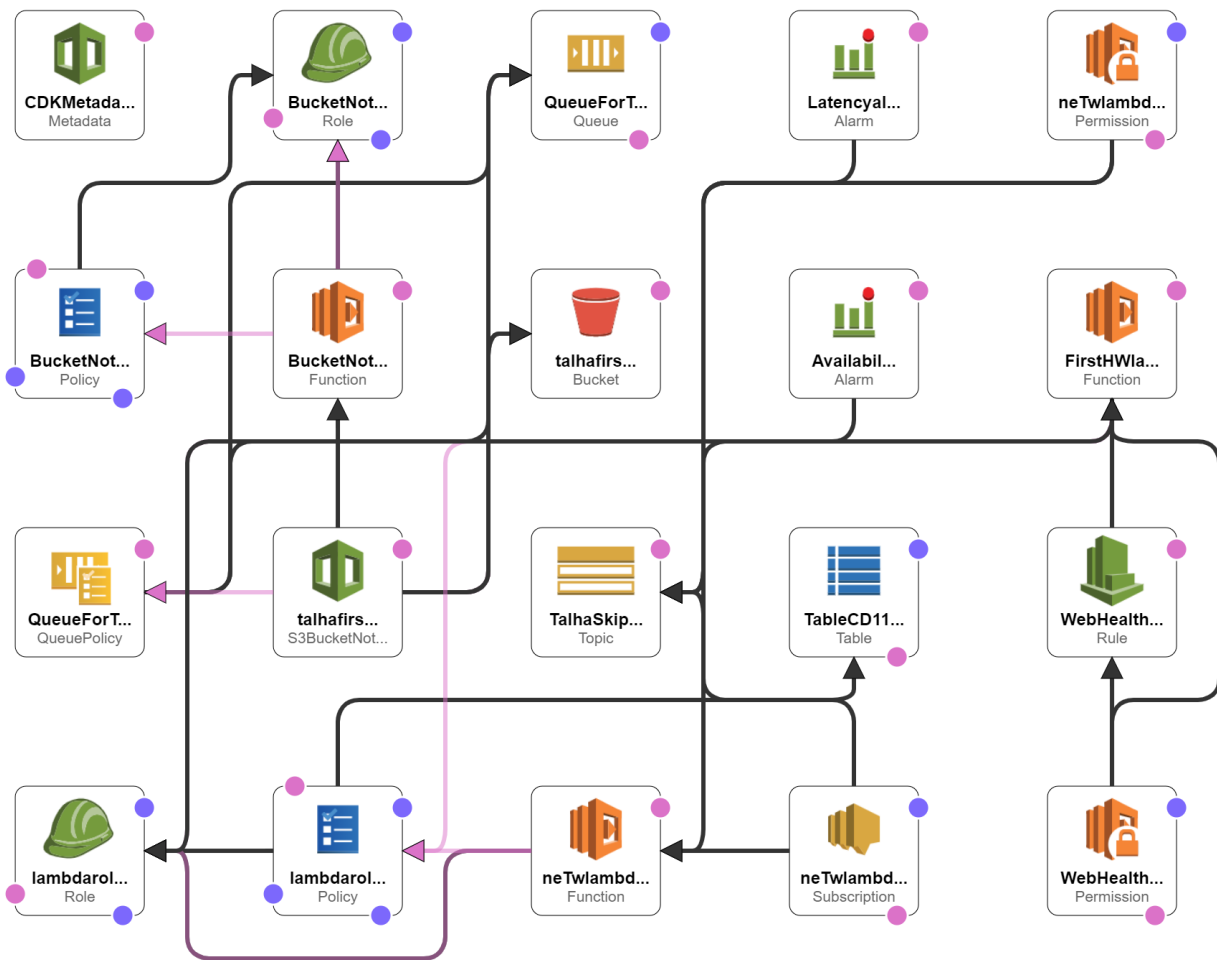 CDKMetada...
Metadata
BucketNot...
Role
QueueForT...
Queue
Latencyal...
Alarm
neTwlambd...
Permission
BucketNot...
Policy
BucketNot...
Function
talhafirs...
Bucket
Availabil...
Alarm
FirstHWla...
Function
QueueForT...
QueuePolicy
talhafirs...
S3BucketNot...
TalhaSkip...
Topic
TableCD11...
Table
WebHealth...
Rule
lambdarol...
Role
lambdarol...
Policy
neTwlambd...
Function
neTwlambd...
Subscription
WebHealth...
Permission